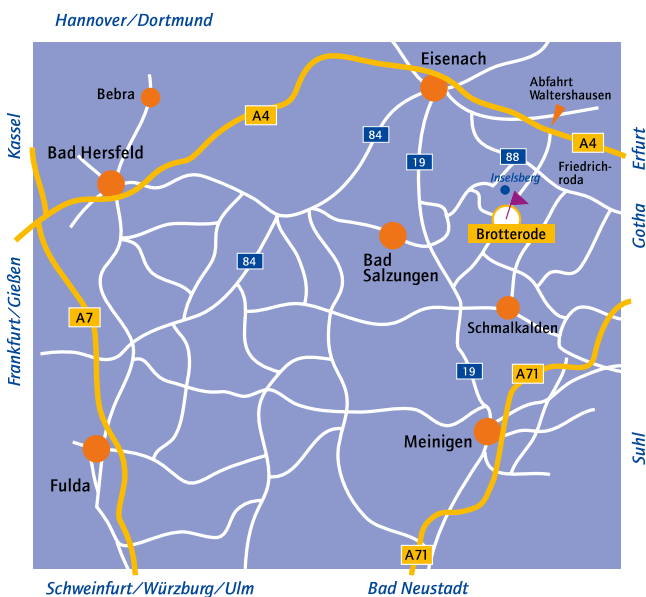 Hannover/Dortmund
Eisenach
Abfahrt
Waltershausen
Bebra
A4
Kassel
84
A4
Erfurt
Bad Hersfeld
19
88
Friedrich-
roda
Inselsberg
Gotha
Brotterode
Bad
Salzungen
84
Frankfurt/Gießen
A7
Schmalkalden
19
A71
Meinigen
Suhl
Fulda
A71
Schweinfurt/Würzburg/Ulm
Bad Neustadt